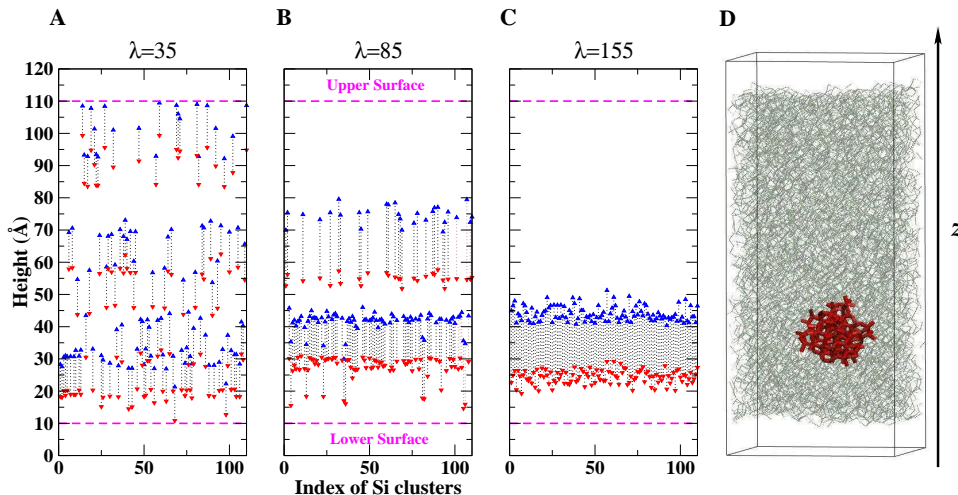 A B C D
λ=35 λ=85 λ=155
120
110
100
90
80
70
60
50
40
30
20
10
0
Height (Å)
Upper Surface
Lower Surface
0 50 100 0 50 100 0 50 100
Index of Si clusters
z